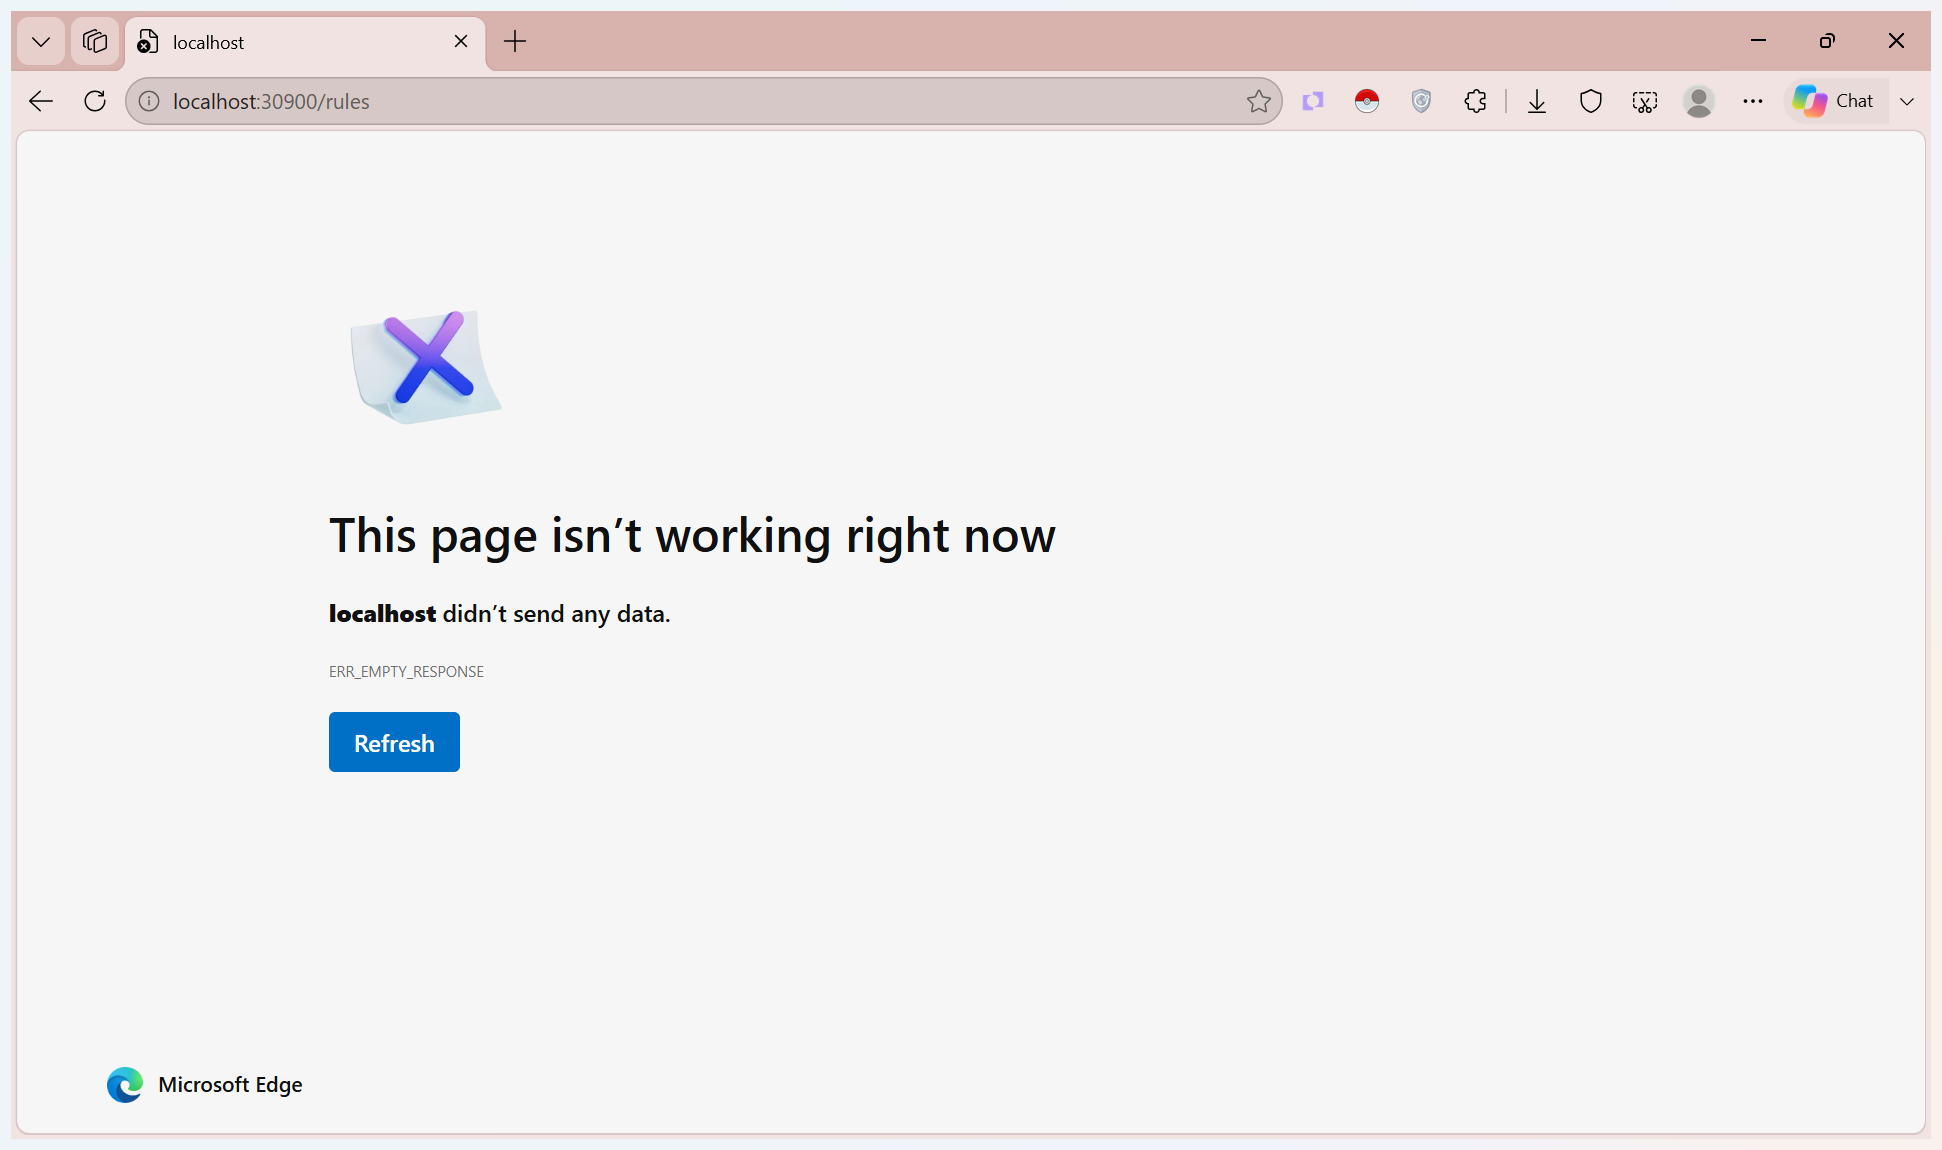 localhost
localhost:30900/rules
Chat
This page isn’t working right now
localhost didn’t send any data.
ERR_EMPTY_RESPONSE
Refresh
Microsoft Edge